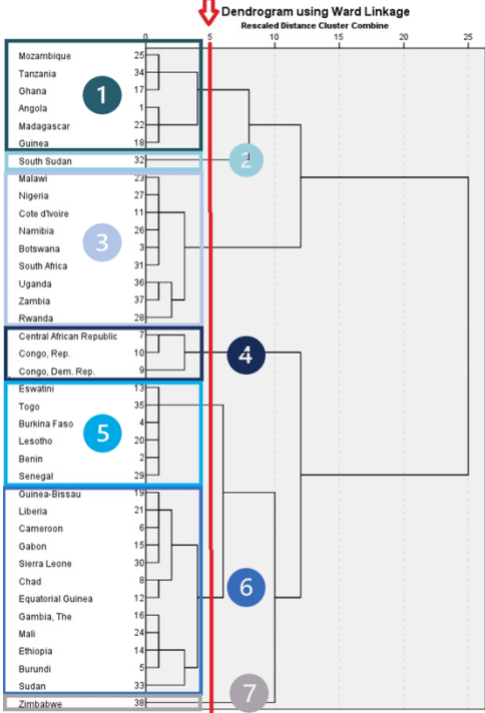 Dendrogram using Ward Linkage
Rescaled Distance Cluster Combine
0 5 10 15 20 25
Mozambique 25
Tanzania 34
Ghana 17
Angola 1
Madagascar 22
Guinea 18
1
South Sudan 32
2
Malawi 23
Nigeria 27
Cote d'Ivoire 11
Namibia 26
Botswana 3
South Africa 31
Uganda 36
Zambia 37
Rwanda 28
3
Central African Republic 7
Congo, Rep. 10
Congo, Dem. Rep. 9
4
Eswatini 13
Togo 35
Burkina Faso 4
Lesotho 20
Benin 2
Senegal 29
5
Guinea-Bissau 19
Liberia 21
Cameroon 6
Gabon 15
Sierra Leone 30
Chad 8
Equatorial Guinea 12
Gambia, The 16
Mali 24
Ethiopia 14
Burundi 5
Sudan 33
6
Zimbabwe 38
7